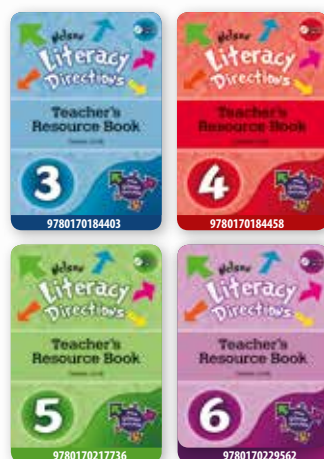 Nelson
Literacy
Directions
Teacher's
Resource Book
3
9780170184403
Nelson
Literacy
Directions
Teacher's
Resource Book
4
9780170184458
Nelson
Literacy
Directions
Teacher's
Resource Book
5
9780170217736
Nelson
Literacy
Directions
Teacher's
Resource Book
6
9780170229562